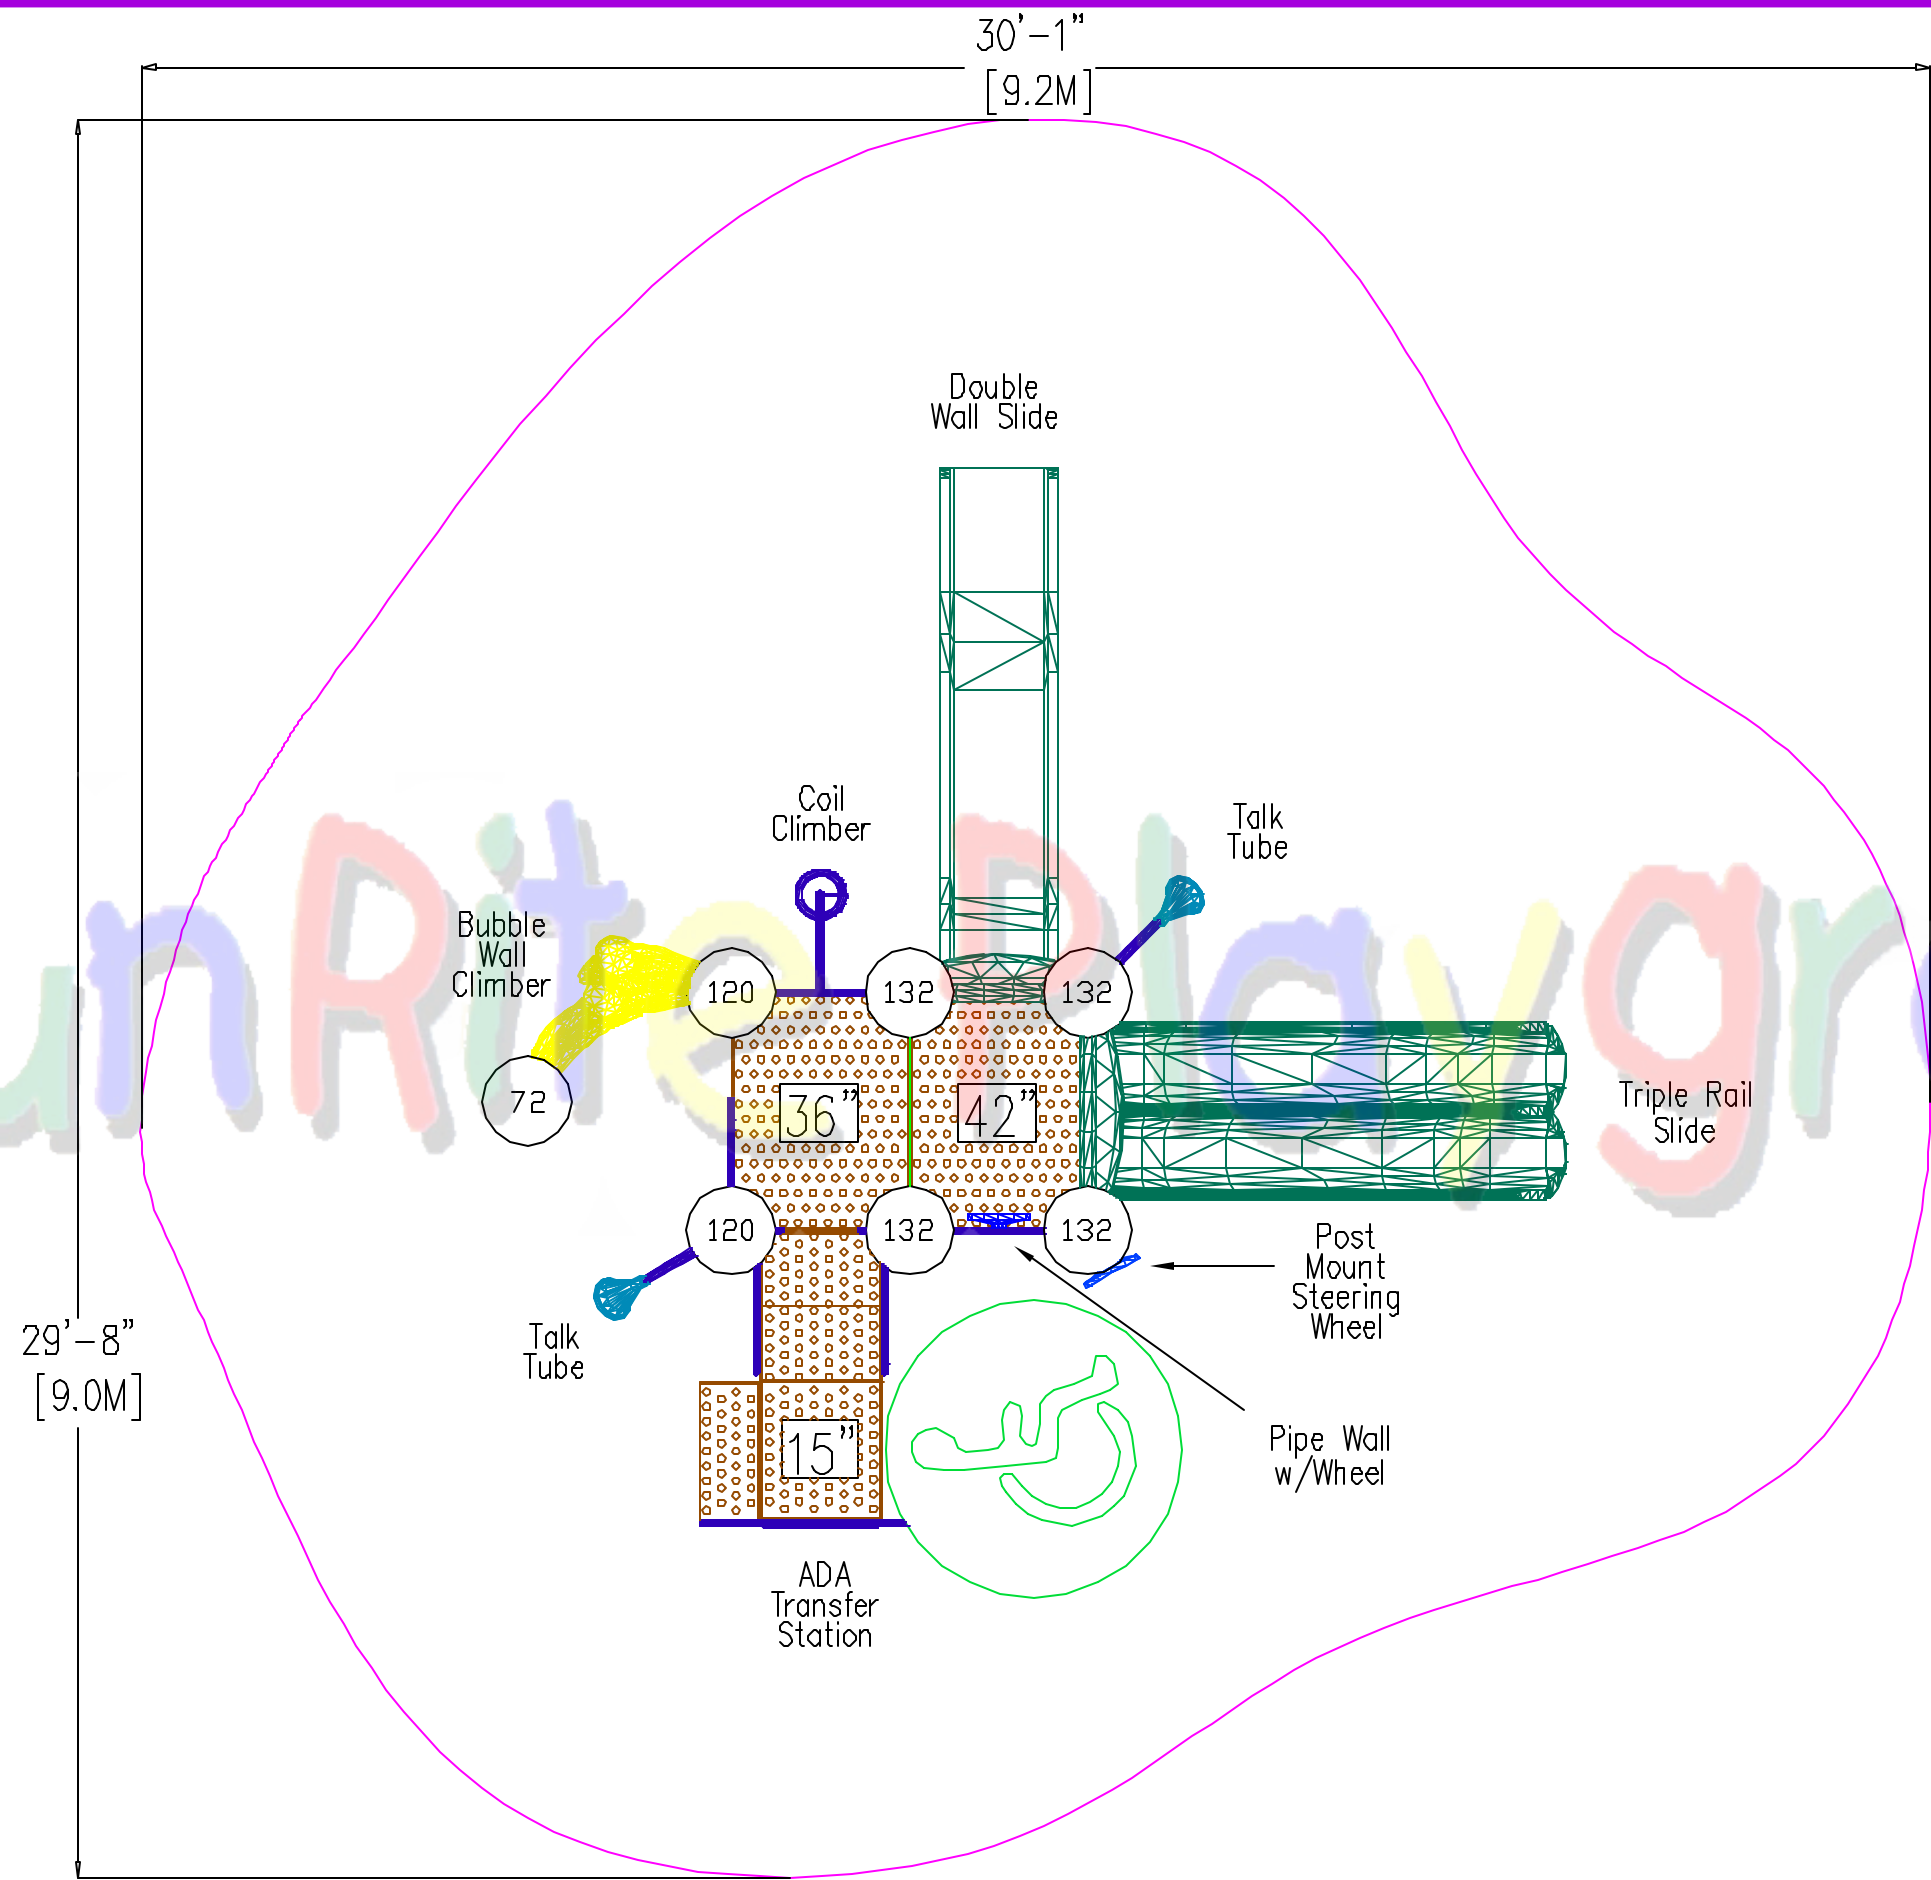 30'-1"
[9.2M]
Double
Wall Slide
Coil
Climber
Talk
Tube
Bubble
Wall
Climber
120
132
132
72
36"
42"
Triple Rail
Slide
120
132
132
Post
Mount
Steering
Wheel
Talk
Tube
29'-8"
[9.0M]
15"
Pipe Wall
w/Wheel
ADA
Transfer
Station
unRite Playgr